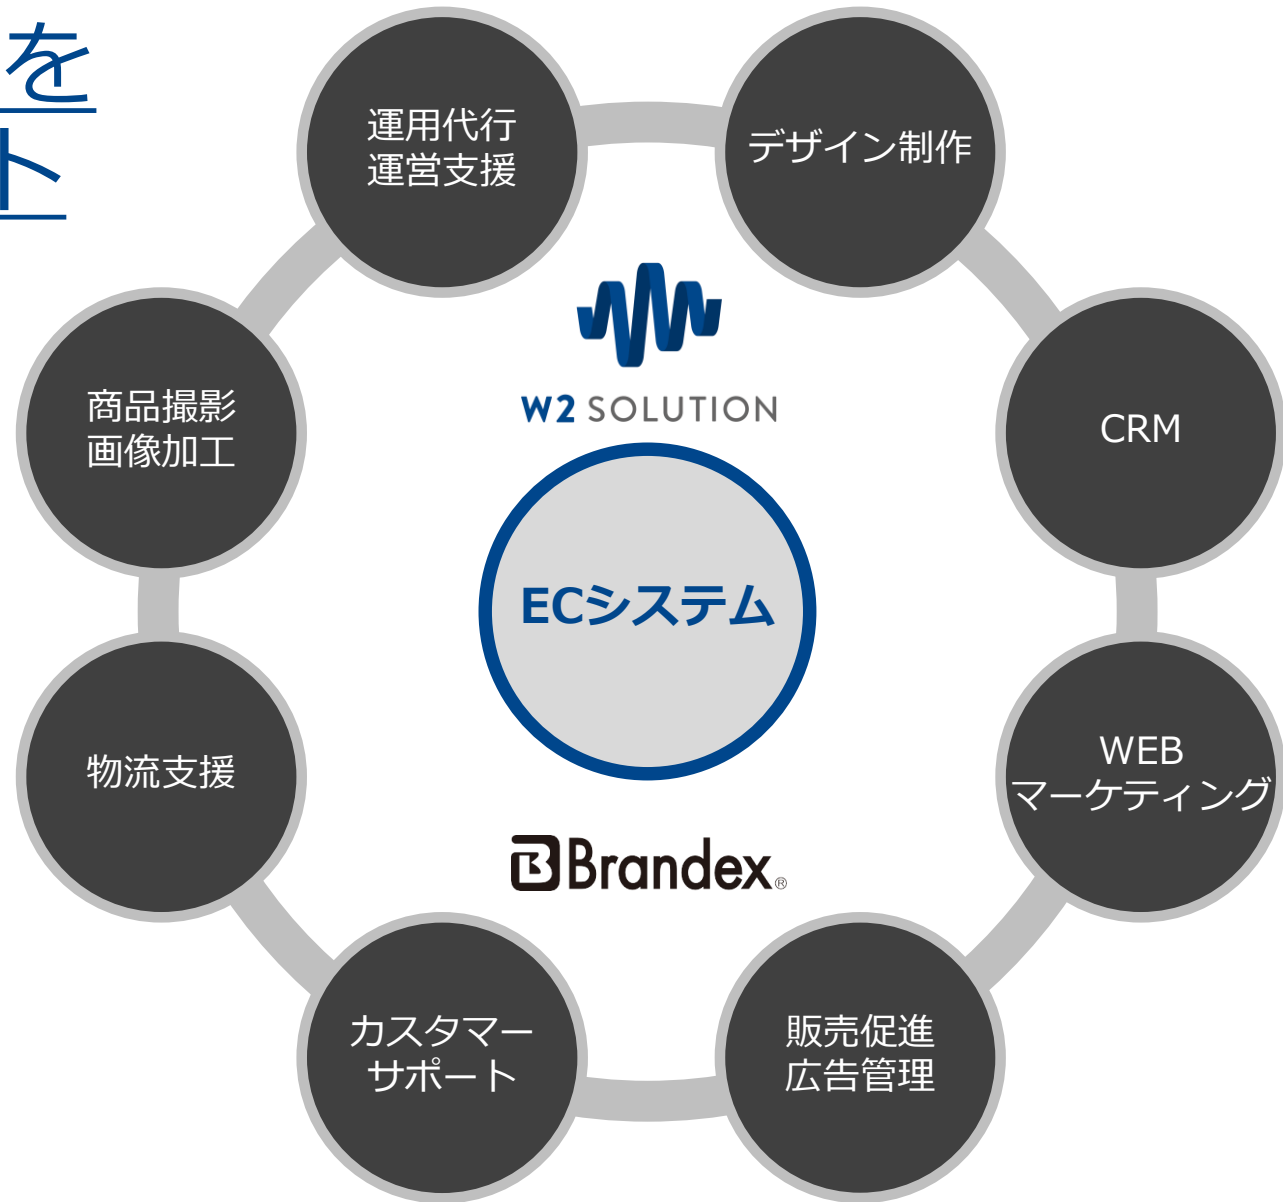 を
ト
運用代行
運営支援
デザイン制作
W2 SOLUTION
商品撮影
画像加工
CRM
ECシステム
物流支援
WEB
マーケティング
Brandex®
カスタマー
サポート
販売促進
広告管理